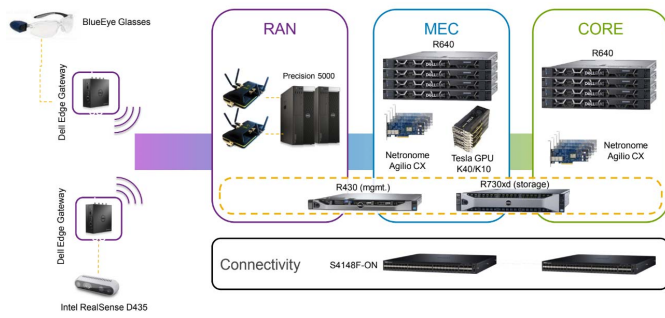 BlueEye Glasses
RAN
MEC
CORE
R640
R640
Precision 5000
Dell Edge Gateway
Netronome
Agilio CX
Tesla GPU
K40/K10
Netronome
Agilio CX
R430 (mgmt.)
R730xd (storage)
Dell Edge Gateway
Connectivity
S4148F-ON
Intel RealSense D435